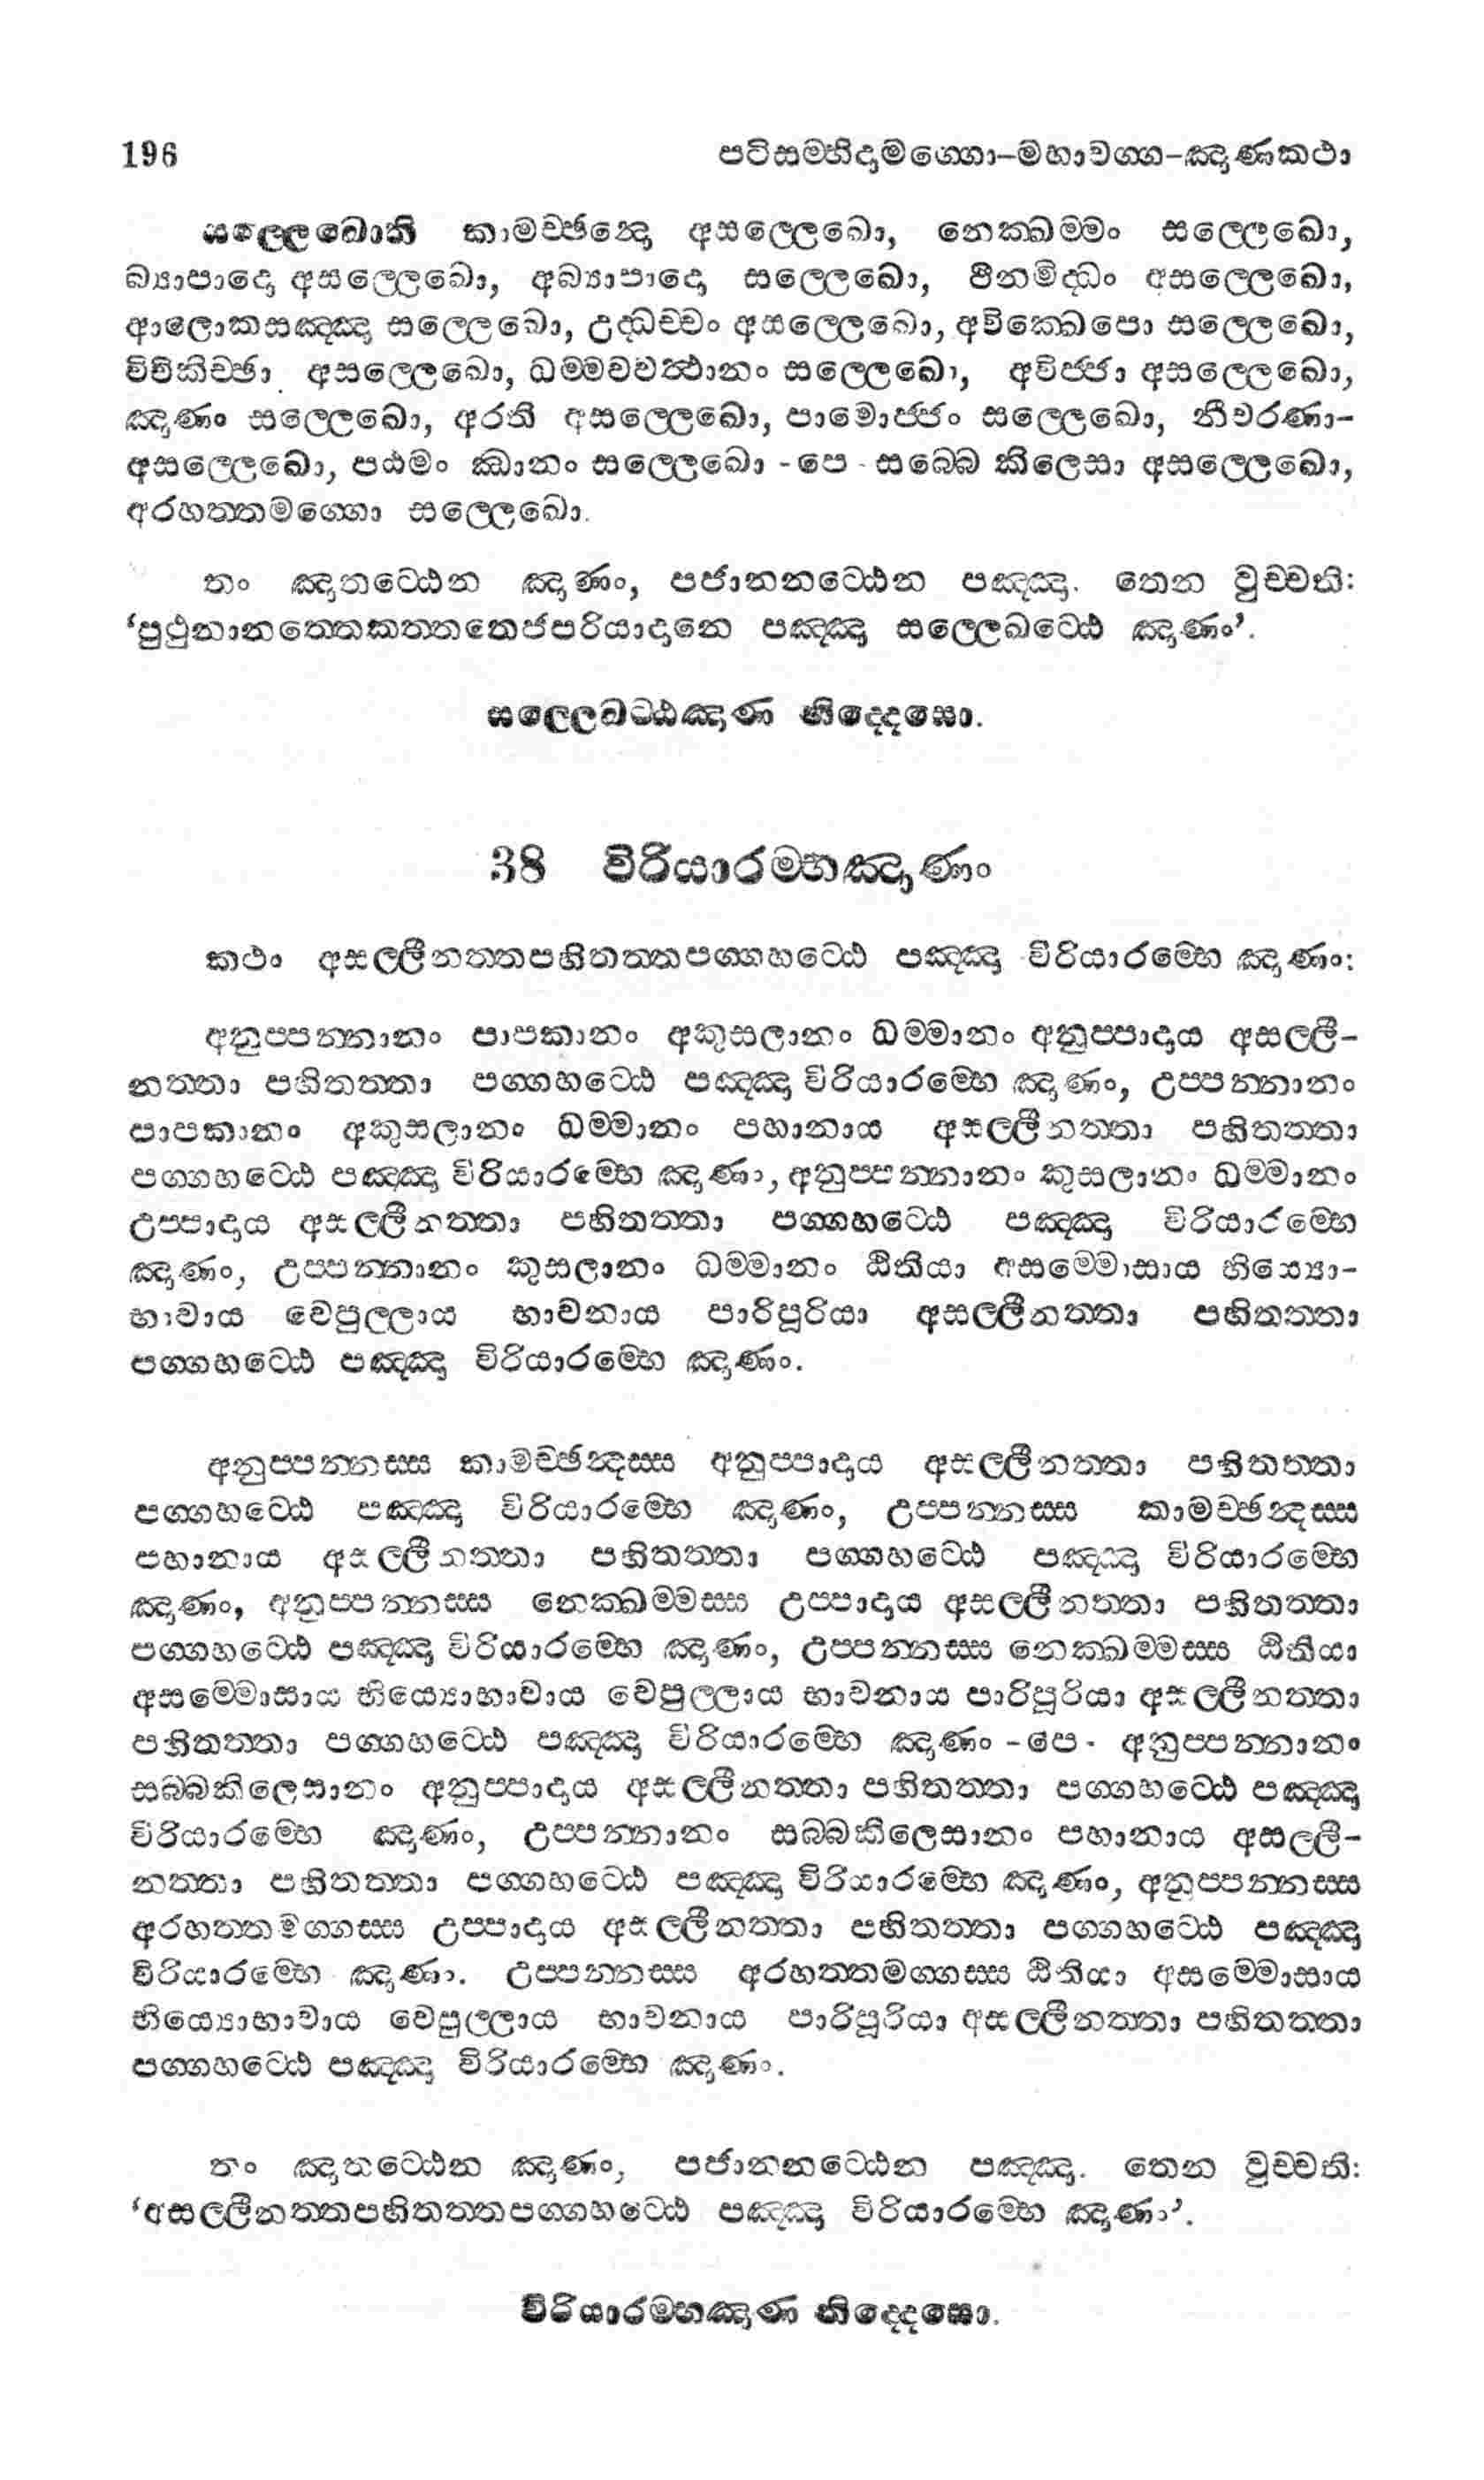 196 පටිසම්භිදාමග්ගො–මහාවග්ග–ඤාණකථා
සල්ලෙඛොති කාමච්ඡන්දො අසල්ලෙඛො, නෙක්ඛම්මං සල්ලෙඛො,
බ්‍යාපාදො අසල්ලෙඛො, අබ්‍යාපාදො සල්ලෙඛො, ථීනමිද්ධං අසල්ලෙඛො,
ආලොකසඤ්ඤා සල්ලෙඛො, උද්ධච්චං අසල්ලෙඛො, අවික්ඛෙපො සල්ලෙඛො,
විචිකිච්ඡා අසල්ලෙඛො, ධම්මවවත්ථානං සල්ලෙඛො, අවිජ්ජා අසල්ලෙඛො,
ඤාණං සල්ලෙඛො, අරති අසල්ලෙඛො, පාමොජ්ජං සල්ලෙඛො, නීවරණා-
අසල්ලෙඛො, පඨමං ඣානං සල්ලෙඛො -පෙ- සබ්බෙ කිලෙසා අසල්ලෙඛො,
අරහත්තමග්ගො සල්ලෙඛො.
තං ඤාතට්ඨෙන ඤාණං, පජානනට්ඨෙන පඤ්ඤා. තෙන වුච්චති:
‘පුථුනානත්තෙකත්තතෙජපරියාදානෙ පඤ්ඤා සල්ලෙඛට්ඨෙ ඤාණං’.
සල්ලෙඛට්ඨඤාණ නිද්දෙසො.
38 විරියාරම්භඤාණං
කථං අසල්ලීනත්තපහිතත්තපග්ගහට්ඨෙ පඤ්ඤා විරියාරම්භෙ ඤාණං:
අනුප්පන්නානං පාපකානං අකුසලානං ධම්මානං අනුප්පාදාය අසල්ලී-
නත්තා පහිතත්තා පග්ගහට්ඨෙ පඤ්ඤා විරියාරම්භෙ ඤාණං, උප්පන්නානං
පාපකානං අකුසලානං ධම්මානං පහානාය අසල්ලීනත්තා පහිතත්තා
පග්ගහට්ඨෙ පඤ්ඤා විරියාරම්භෙ ඤාණං, අනුප්පන්නානං කුසලානං ධම්මානං
උප්පාදාය අසල්ලීනත්තා පහිතත්තා පග්ගහට්ඨෙ පඤ්ඤා විරියාරම්භෙ
ඤාණං, උප්පන්නානං කුසලානං ධම්මානං ඨිතියා අසම්මොසාය භිය්‍යො-
භාවාය වෙපුල්ලාය භාවනාය පාරිපූරියා අසල්ලීනත්තා පහිතත්තා
පග්ගහට්ඨෙ පඤ්ඤා විරියාරම්භෙ ඤාණං.
අනුප්පන්නස්ස කාමච්ඡන්දස්ස අනුප්පාදාය අසල්ලීනත්තා පහිතත්තා
පග්ගහට්ඨෙ පඤ්ඤා විරියාරම්භෙ ඤාණං, උප්පන්නස්ස කාමච්ඡන්දස්ස
පහානාය අසල්ලීනත්තා පහිතත්තා පග්ගහට්ඨෙ පඤ්ඤා විරියාරම්භෙ
ඤාණං, අනුප්පන්නස්ස නෙක්ඛම්මස්ස උප්පාදාය අසල්ලීනත්තා පහිතත්තා
පග්ගහට්ඨෙ පඤ්ඤා විරියාරම්භෙ ඤාණං, උප්පන්නස්ස නෙක්ඛම්මස්ස ඨිතියා
අසම්මොසාය භිය්‍යොභාවාය වෙපුල්ලාය භාවනාය පාරිපූරියා අසල්ලීනත්තා
පහිතත්තා පග්ගහට්ඨෙ පඤ්ඤා විරියාරම්භෙ ඤාණං -පෙ- අනුප්පන්නානං
සබ්බකිලෙසානං අනුප්පාදාය අසල්ලීනත්තා පහිතත්තා පග්ගහට්ඨෙ පඤ්ඤා
විරියාරම්භෙ ඤාණං, උප්පන්නානං සබ්බකිලෙසානං පහානාය අසල්ලී-
නත්තා පහිතත්තා පග්ගහට්ඨෙ පඤ්ඤා විරියාරම්භෙ ඤාණං, අනුප්පන්නස්ස
අරහත්තමග්ගස්ස උප්පාදාය අසල්ලීනත්තා පහිතත්තා පග්ගහට්ඨෙ පඤ්ඤා
විරියාරම්භෙ ඤාණං. උප්පන්නස්ස අරහත්තමග්ගස්ස ඨිතියා අසම්මොසාය
භිය්‍යොභාවාය වෙපුල්ලාය භාවනාය පාරිපූරියා අසල්ලීනත්තා පහිතත්තා
පග්ගහට්ඨෙ පඤ්ඤා විරියාරම්භෙ ඤාණං.
තං ඤාතට්ඨෙන ඤාණං, පජානනට්ඨෙන පඤ්ඤා. තෙන වුච්චති:
‘අසල්ලීනත්තපහිතත්තපග්ගහට්ඨෙ පඤ්ඤා විරියාරම්භෙ ඤාණං’.
විරියාරම්භඤාණ නිද්දෙසො.